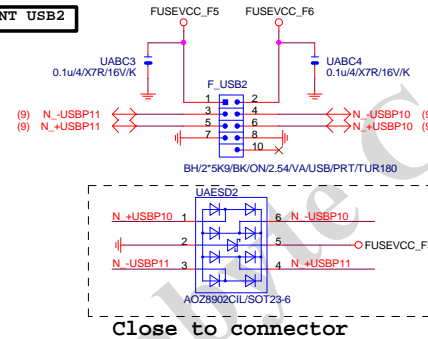 NT USB2
FUSEVCC_F5 FUSEVCC_F6
UABC3
0.1u/4/X7R/16V/K
UABC4
0.1u/4/X7R/16V/K
F_USB2
1 2
(9) N_-USBP11 3 4 N_-USBP10
(9) N_+USBP11 5 6 N_+USBP10
7 8
10
BH/2*5K9/BK/ON/2.54/VA/USB/PRT/TUR180
UAESD2
N_+USBP10 1 6 N_-USBP10
2 5 FUSEVCC_F
N_-USBP11 3 4 N_+USBP11
AOZ8902CIL/SOT23-6
Close to connector